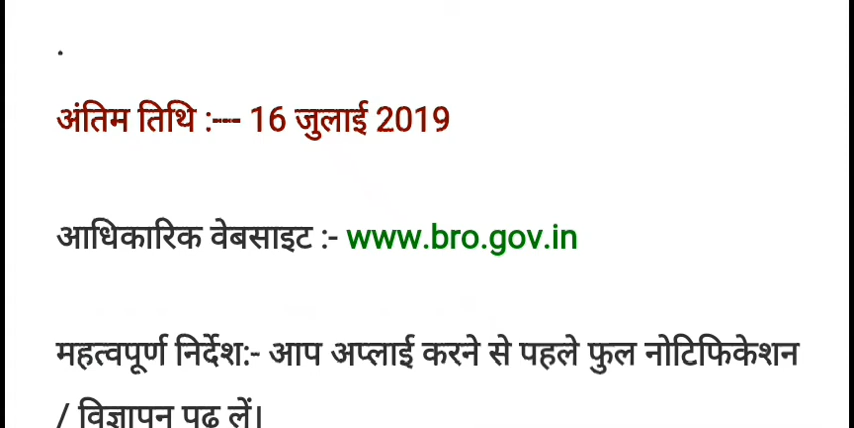 .
अंतिम तिथि :--- 16 जुलाई 2019
आधिकारिक वेबसाइट :- www.bro.gov.in
महत्वपूर्ण निर्देश:- आप अप्लाई करने से पहले फुल नोटिफिकेशन
/ विज्ञापन पढ़ लें।